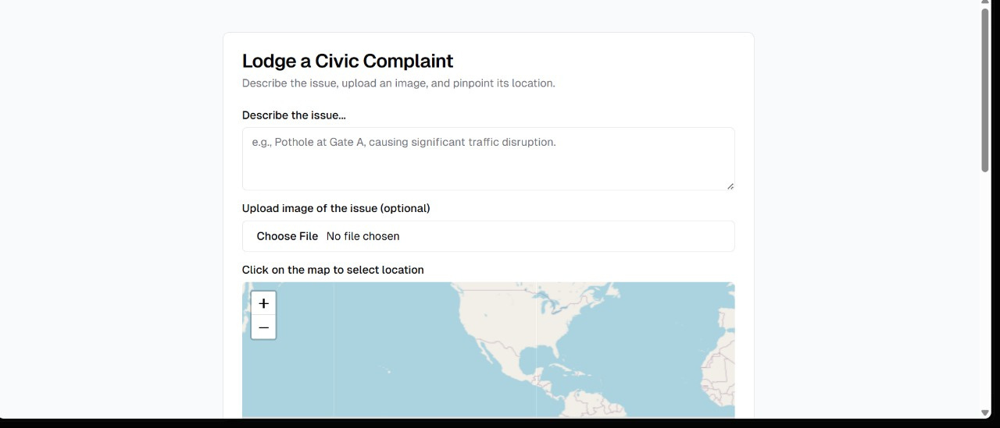 Lodge a Civic Complaint
Describe the issue, upload an image, and pinpoint its location.
Describe the issue...
e.g., Pothole at Gate A, causing significant traffic disruption.
Upload image of the issue (optional)
Choose File No file chosen
Click on the map to select location
+
−